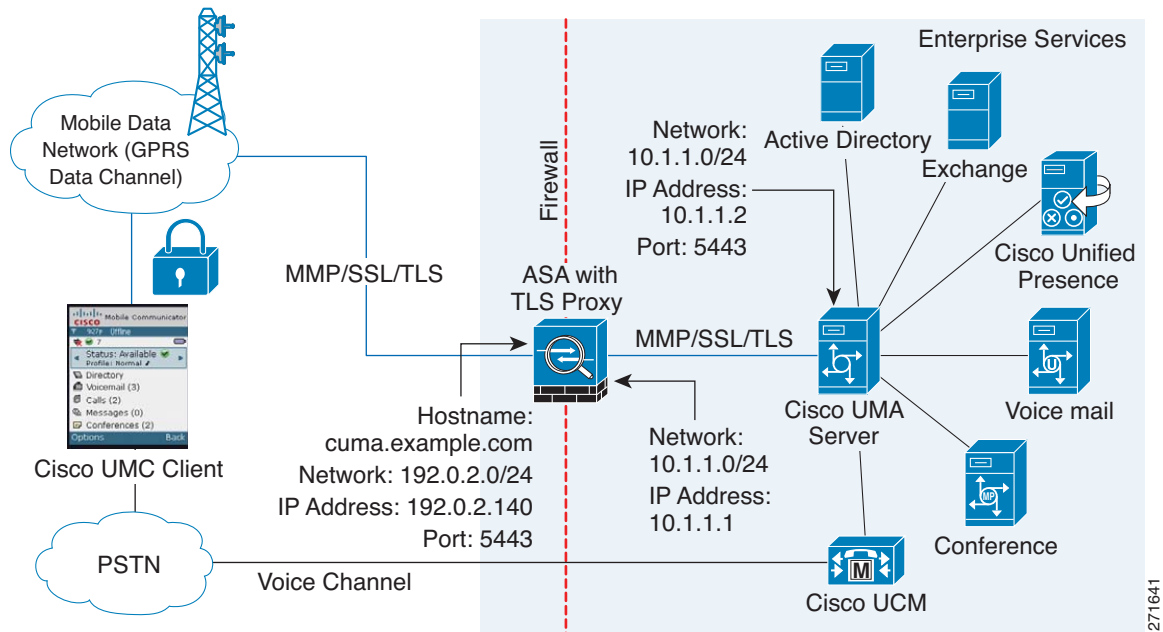 Enterprise Services
Mobile Data
Network (GPRS
Data Channel)
Network:
10.1.1.0/24
IP Address:
10.1.1.2
Port: 5443
Active Directory
Exchange
Cisco Unified
Presence
Firewall
MMP/SSL/TLS
ASA with
TLS Proxy
MMP/SSL/TLS
CISCO Mobile Communicator
927p Offline
7
Status: Available
Profile: Normal
Directory
Voicemail (3)
Calls (2)
Messages (0)
Conferences (2)
Options Back
Cisco UMC Client
Hostname:
cuma.example.com
Network: 192.0.2.0/24
IP Address: 192.0.2.140
Port: 5443
Network:
10.1.1.0/24
IP Address:
10.1.1.1
Cisco UMA
Server
U
Voice mail
MP
Conference
PSTN
Voice Channel
M
Cisco UCM
271641